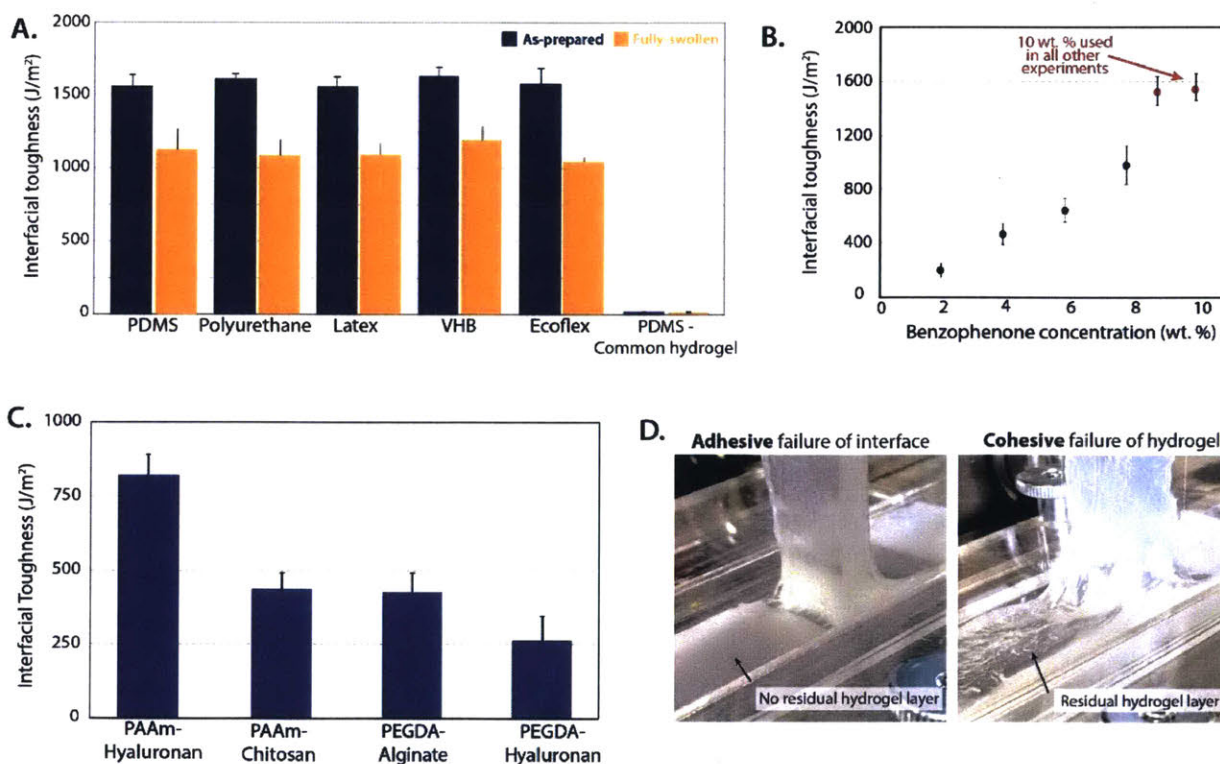 A.
2000
1500
1000
500
0
Interfacial toughness (J/m²)
As-prepared
Fully-swollen
PDMS
Polyurethane
Latex
VHB
Ecoflex
PDMS -
Common hydrogel
B.
2000
1600
1200
800
400
0
Interfacial toughness (J/m²)
10 wt. % used
in all other
experiments
0
2
4
6
8
10
Benzophenone concentration (wt. %)
C.
1000
750
500
250
0
Interfacial Toughness (J/m²)
PAAm-
Hyaluronan
PAAm-
Chitosan
PEGDA-
Alginate
PEGDA-
Hyaluronan
D.
Adhesive failure of interface
No residual hydrogel layer
Cohesive failure of hydrogel
Residual hydrogel layer